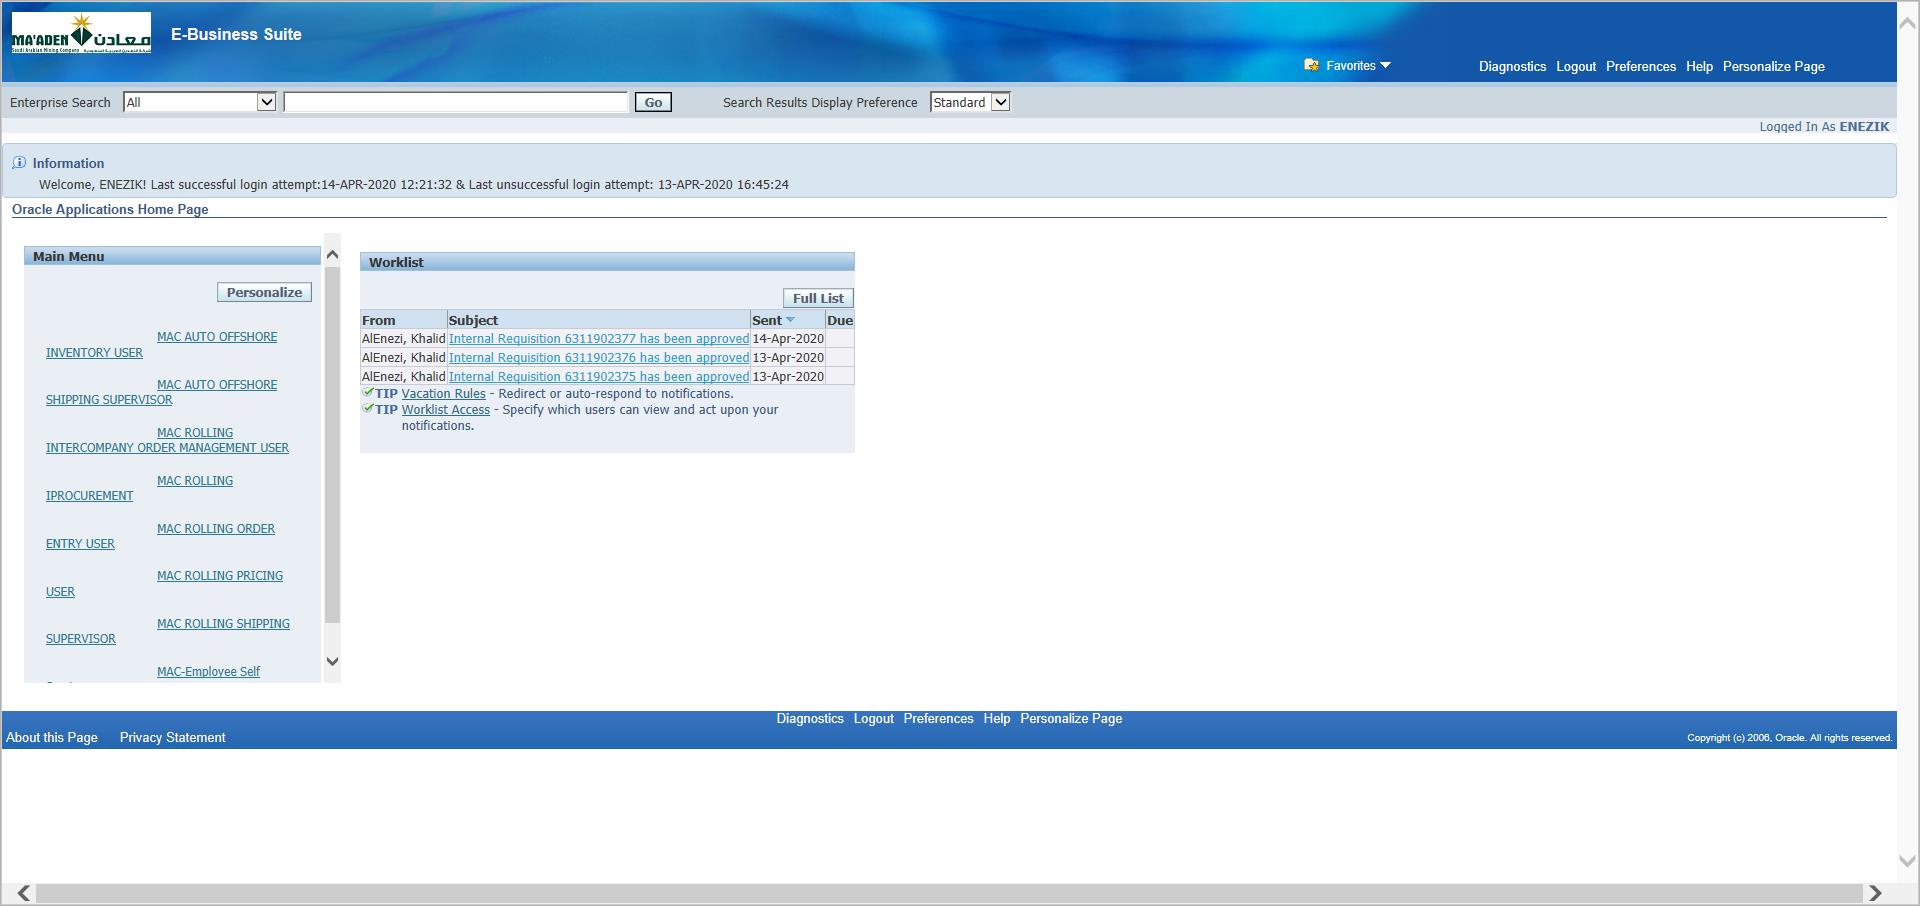 MA'ADEN معادن
Saudi Arabian Mining Company
E-Business Suite
Favorites
Diagnostics Logout Preferences Help Personalize Page
Enterprise Search All Go Search Results Display Preference Standard
Logged In As ENEZIK
Information
Welcome, ENEZIK! Last successful login attempt:14-APR-2020 12:21:32 & Last unsuccessful login attempt: 13-APR-2020 16:45:24
Oracle Applications Home Page
Main Menu
Personalize
MAC AUTO OFFSHORE
INVENTORY USER
MAC AUTO OFFSHORE
SHIPPING SUPERVISOR
MAC ROLLING
INTERCOMPANY ORDER MANAGEMENT USER
MAC ROLLING
IPROCUREMENT
MAC ROLLING ORDER
ENTRY USER
MAC ROLLING PRICING
USER
MAC ROLLING SHIPPING
SUPERVISOR
MAC-Employee Self
Worklist
Full List
From Subject Sent Due
AlEnezi, Khalid Internal Requisition 6311902377 has been approved 14-Apr-2020
AlEnezi, Khalid Internal Requisition 6311902376 has been approved 13-Apr-2020
AlEnezi, Khalid Internal Requisition 6311902375 has been approved 13-Apr-2020
TIP Vacation Rules - Redirect or auto-respond to notifications.
TIP Worklist Access - Specify which users can view and act upon your
notifications.
Diagnostics Logout Preferences Help Personalize Page
About this Page Privacy Statement
Copyright (c) 2006, Oracle. All rights reserved.